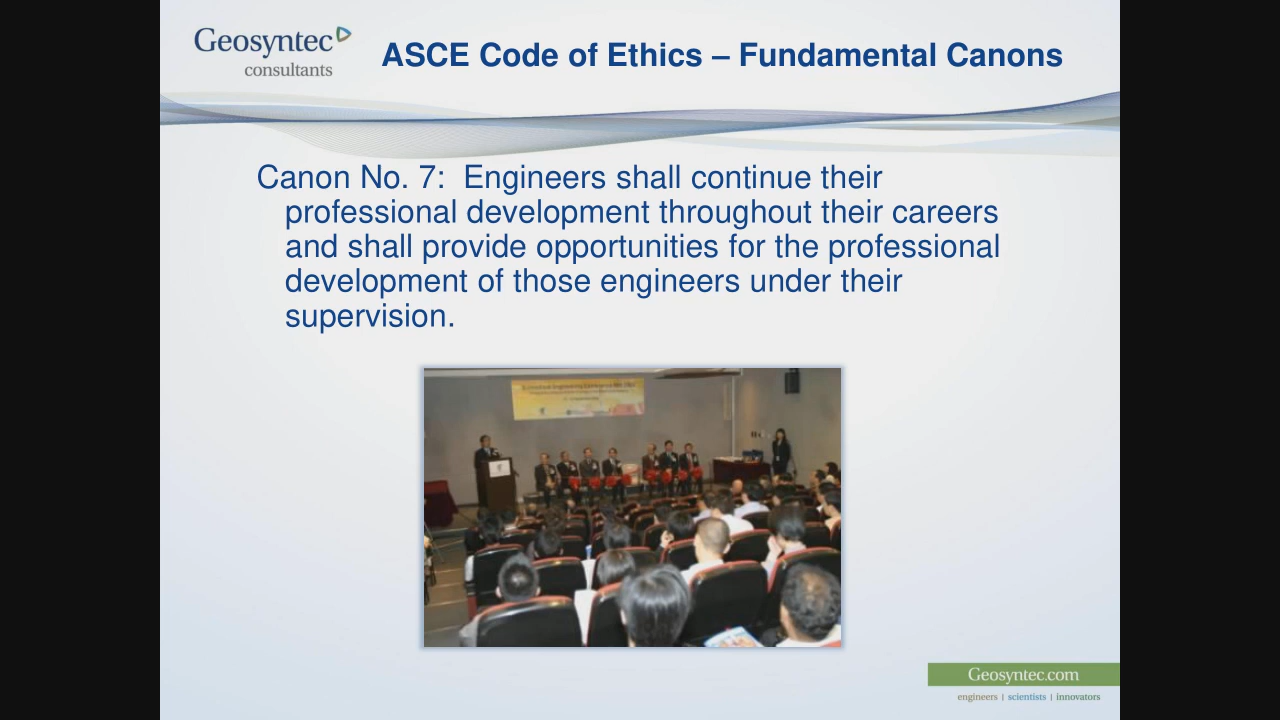 Geosyntec
consultants
ASCE Code of Ethics – Fundamental Canons
Canon No. 7:  Engineers shall continue their
professional development throughout their careers
and shall provide opportunities for the professional
development of those engineers under their
supervision.
Geosyntec.com
engineers | scientists | innovators